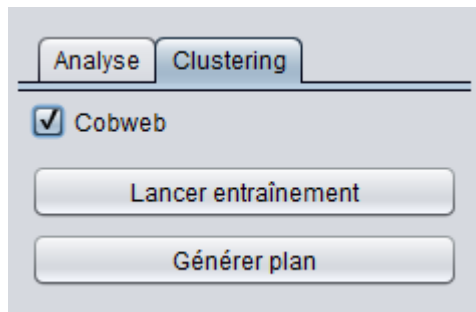 Analyse Clustering
Cobweb
Lancer entraînement
Générer plan